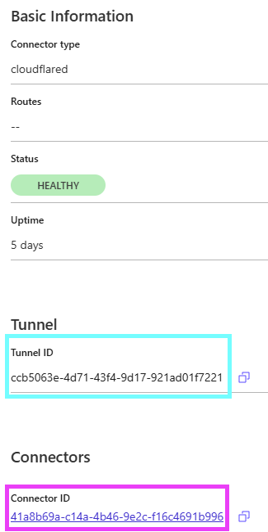 Basic Information
Connector type
cloudflared
Routes
--
Status
HEALTHY
Uptime
5 days
Tunnel
Tunnel ID
ccb5063e-4d71-43f4-9d17-921ad01f7221
Connectors
Connector ID
41a8b69a-c14a-4b46-9e2c-f16c4691b996